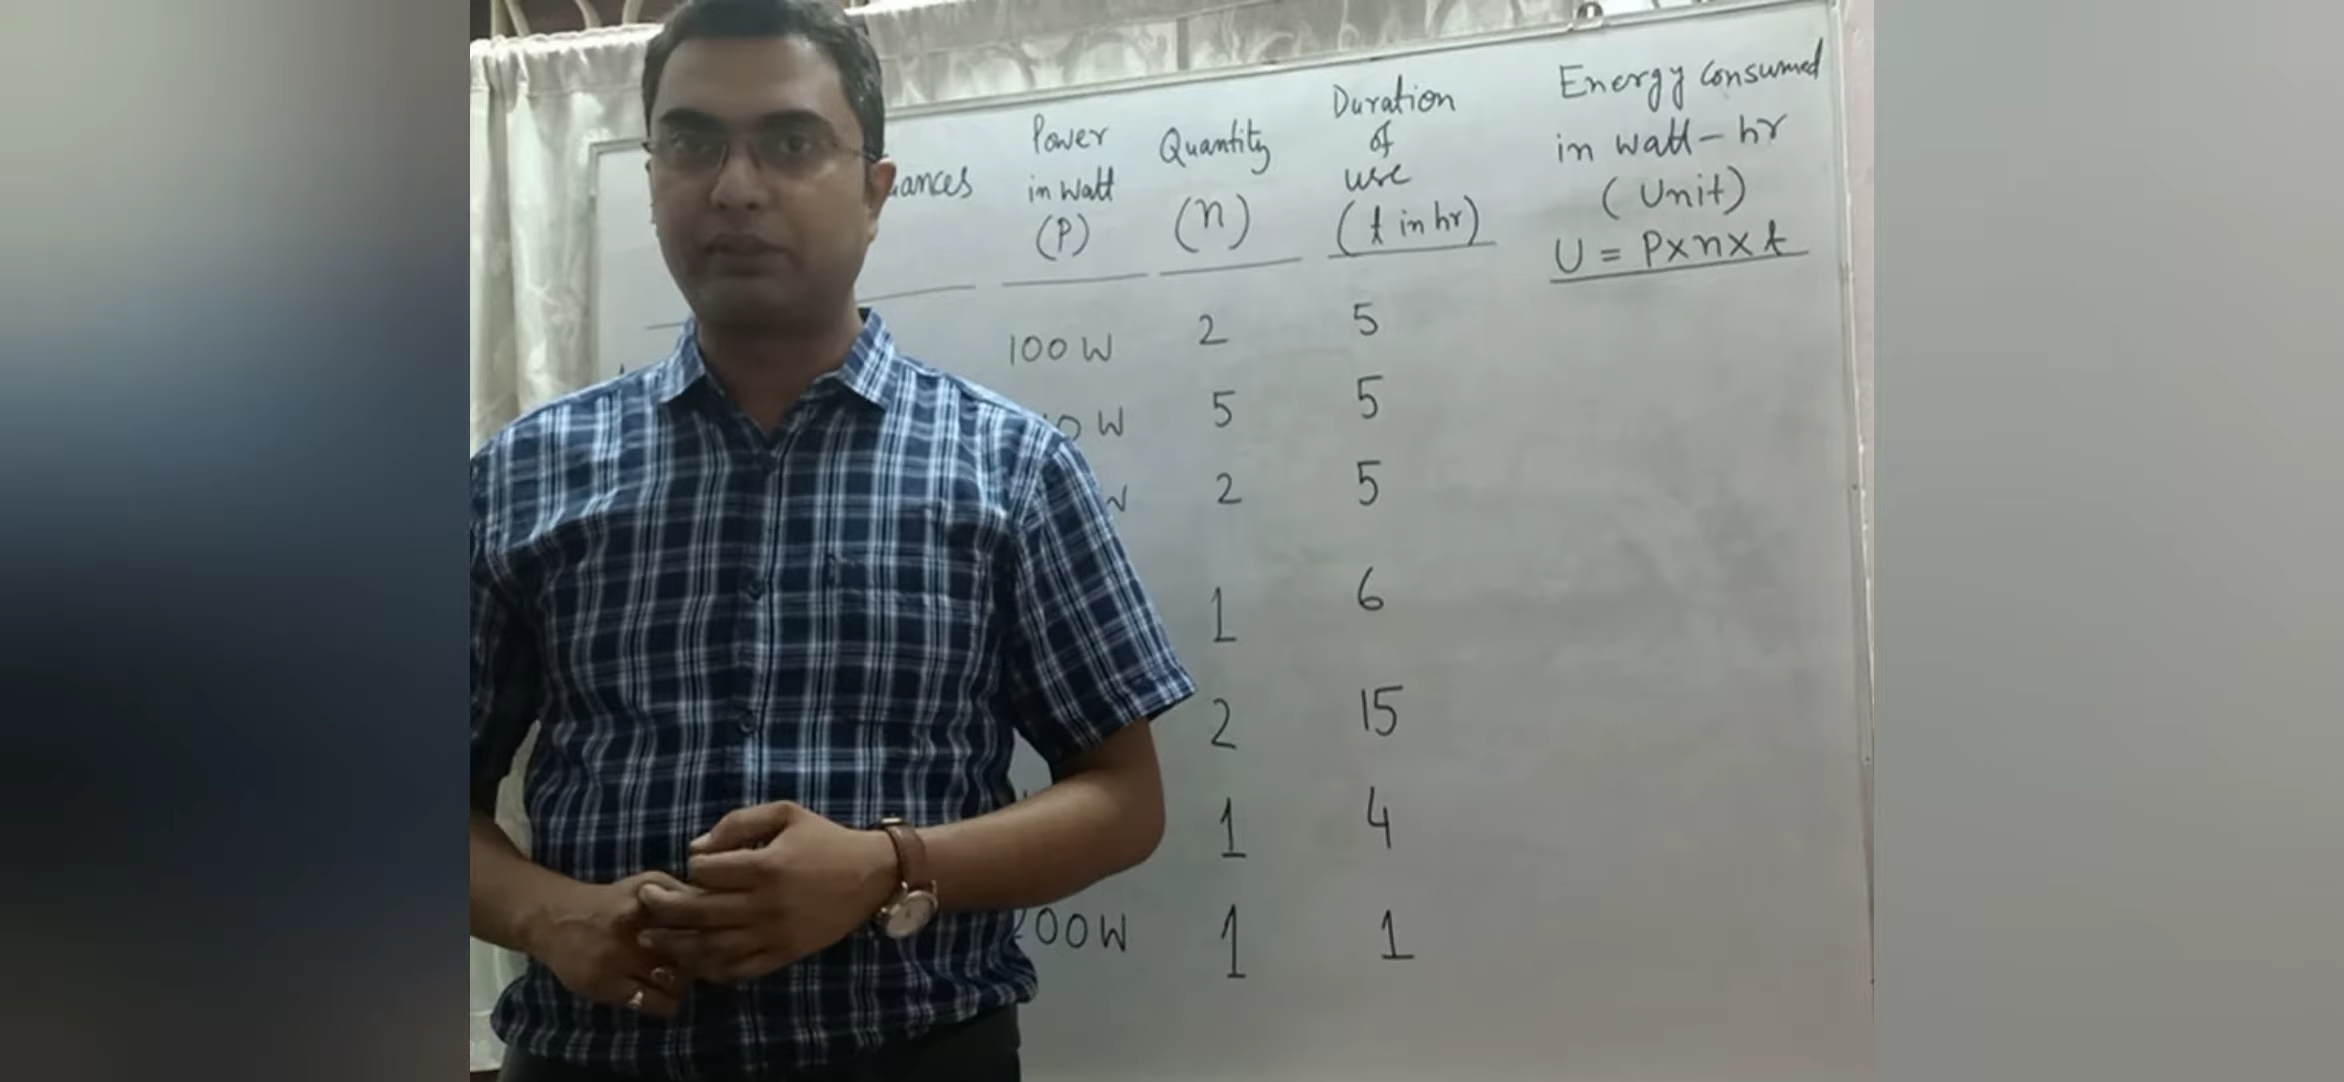 Power
in watt
(P)
Quantity
(n)
Duration
of
use
(t in hr)
Energy consumed
in watt-hr
(Unit)
U = P×n×t
100 W 2 5
W 5 5
W 2 5
1 6
2 15
1 4
00W 1 1